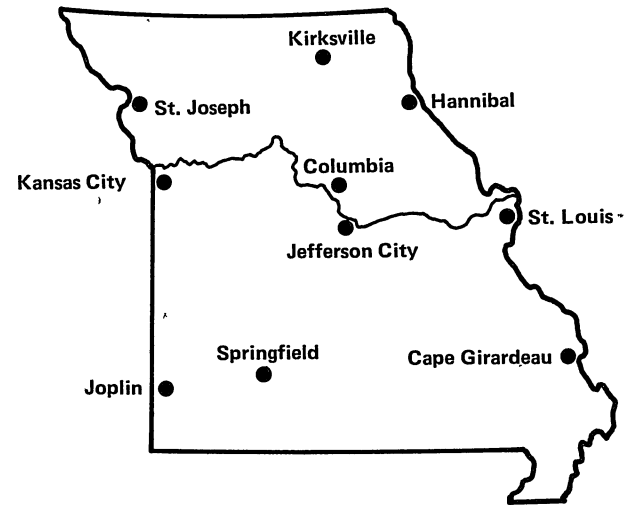 Kirksville
St. Joseph
Hannibal
Columbia
Kansas City
St. Louis
Jefferson City
Springfield
Cape Girardeau
Joplin